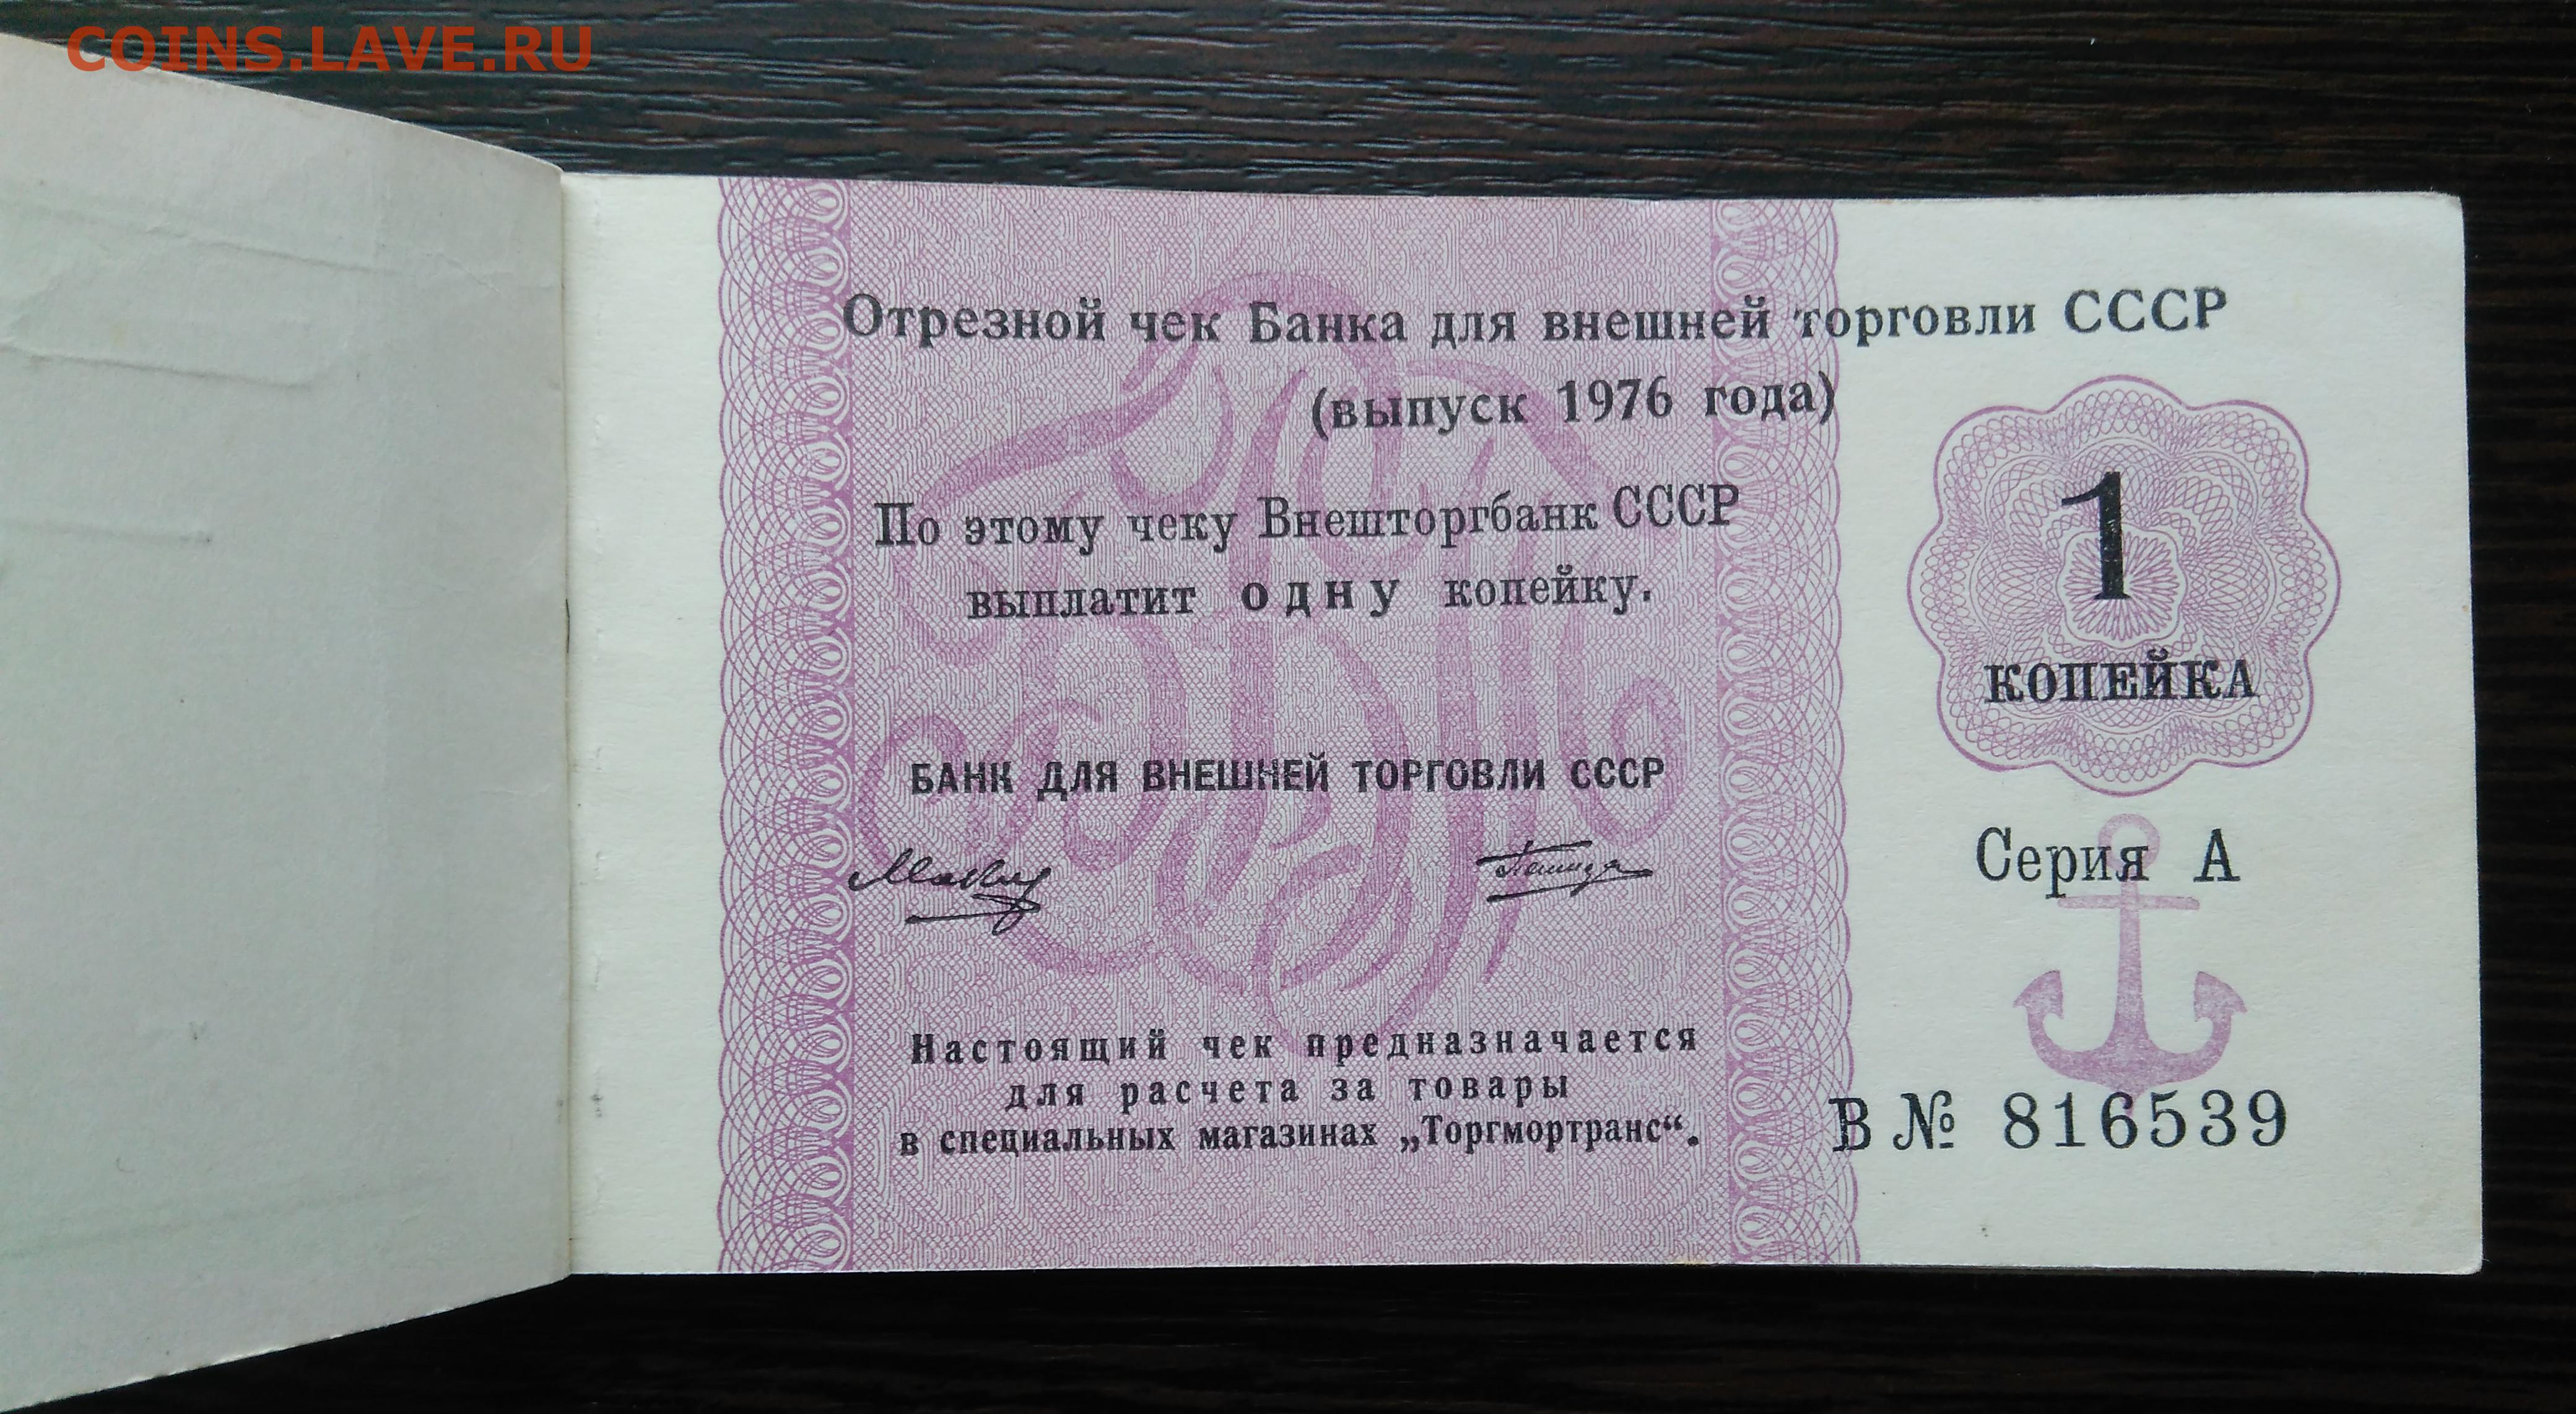 COINS.LAVE.RU
Отрезной чек Банка для внешней торговли СССР
(выпуск 1976 года)
По этому чеку Внешторгбанк СССР
выплатит одну копейку.
1
КОПЕЙКА
БАНК ДЛЯ ВНЕШНЕЙ ТОРГОВЛИ СССР
Серия А
Настоящий чек предназначается
для расчета за товары
в специальных магазинах „Торгмортранс“.
В № 816539